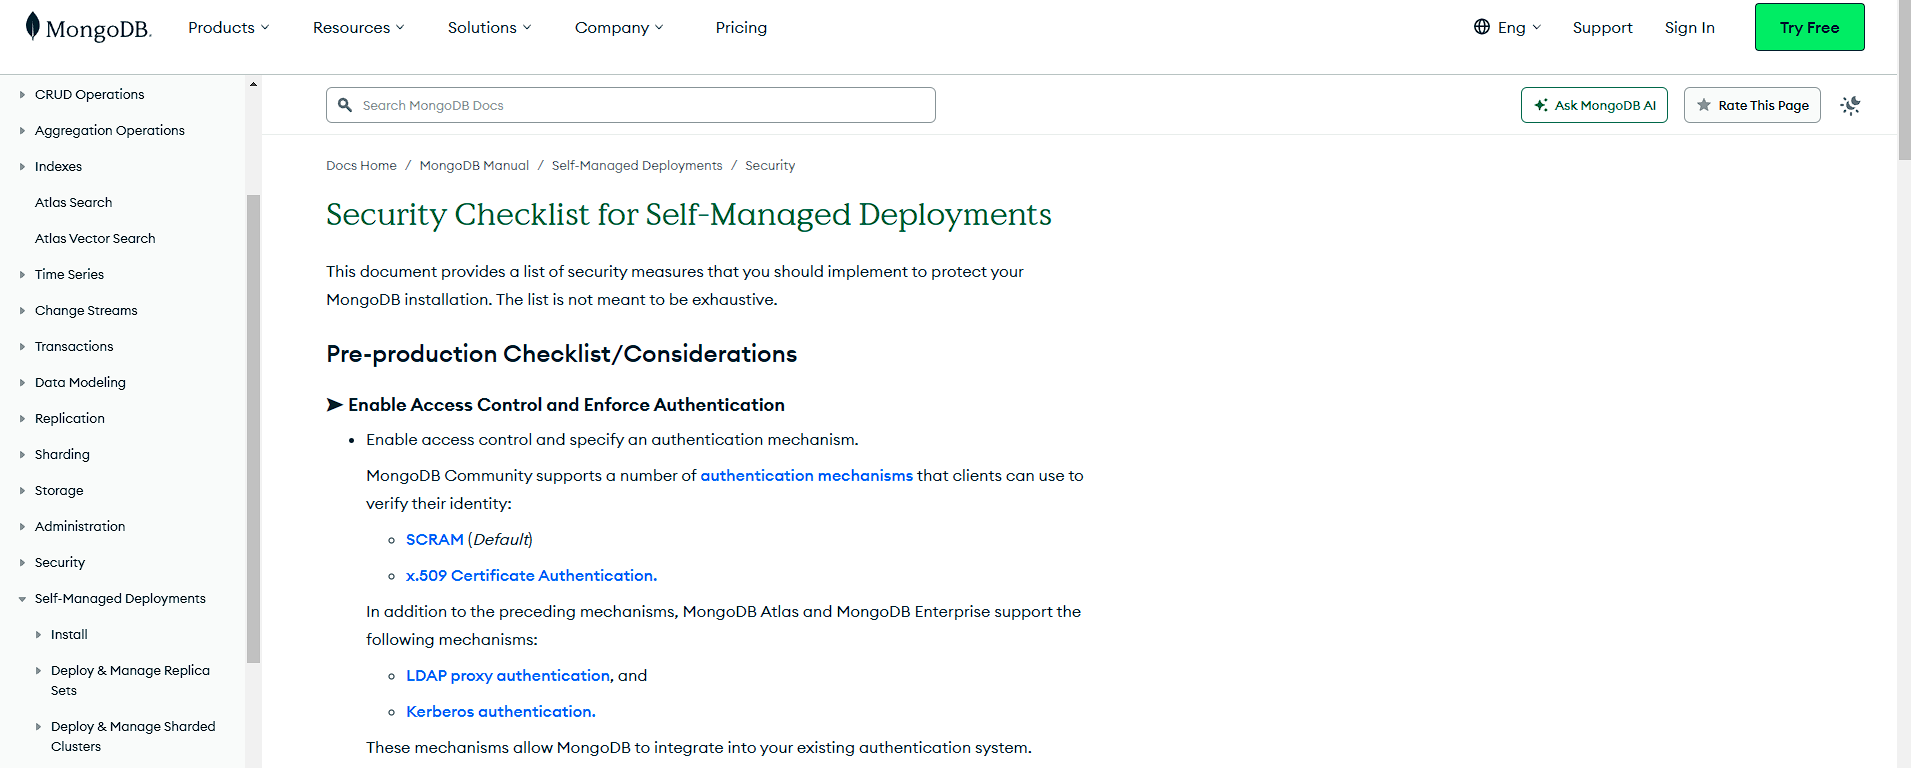 MongoDB.
Products
Resources
Solutions
Company
Pricing
Eng
Support
Sign In
Try Free
CRUD Operations
Aggregation Operations
Indexes
Atlas Search
Atlas Vector Search
Time Series
Change Streams
Transactions
Data Modeling
Replication
Sharding
Storage
Administration
Security
Self-Managed Deployments
Install
Deploy & Manage Replica
Sets
Deploy & Manage Sharded
Clusters
Search MongoDB Docs
Ask MongoDB AI
Rate This Page
Docs Home / MongoDB Manual / Self-Managed Deployments / Security
Security Checklist for Self-Managed Deployments
This document provides a list of security measures that you should implement to protect your
MongoDB installation. The list is not meant to be exhaustive.
Pre-production Checklist/Considerations
➤ Enable Access Control and Enforce Authentication
• Enable access control and specify an authentication mechanism.
MongoDB Community supports a number of authentication mechanisms that clients can use to
verify their identity:
◦ SCRAM (Default)
◦ x.509 Certificate Authentication.
In addition to the preceding mechanisms, MongoDB Atlas and MongoDB Enterprise support the
following mechanisms:
◦ LDAP proxy authentication, and
◦ Kerberos authentication.
These mechanisms allow MongoDB to integrate into your existing authentication system.